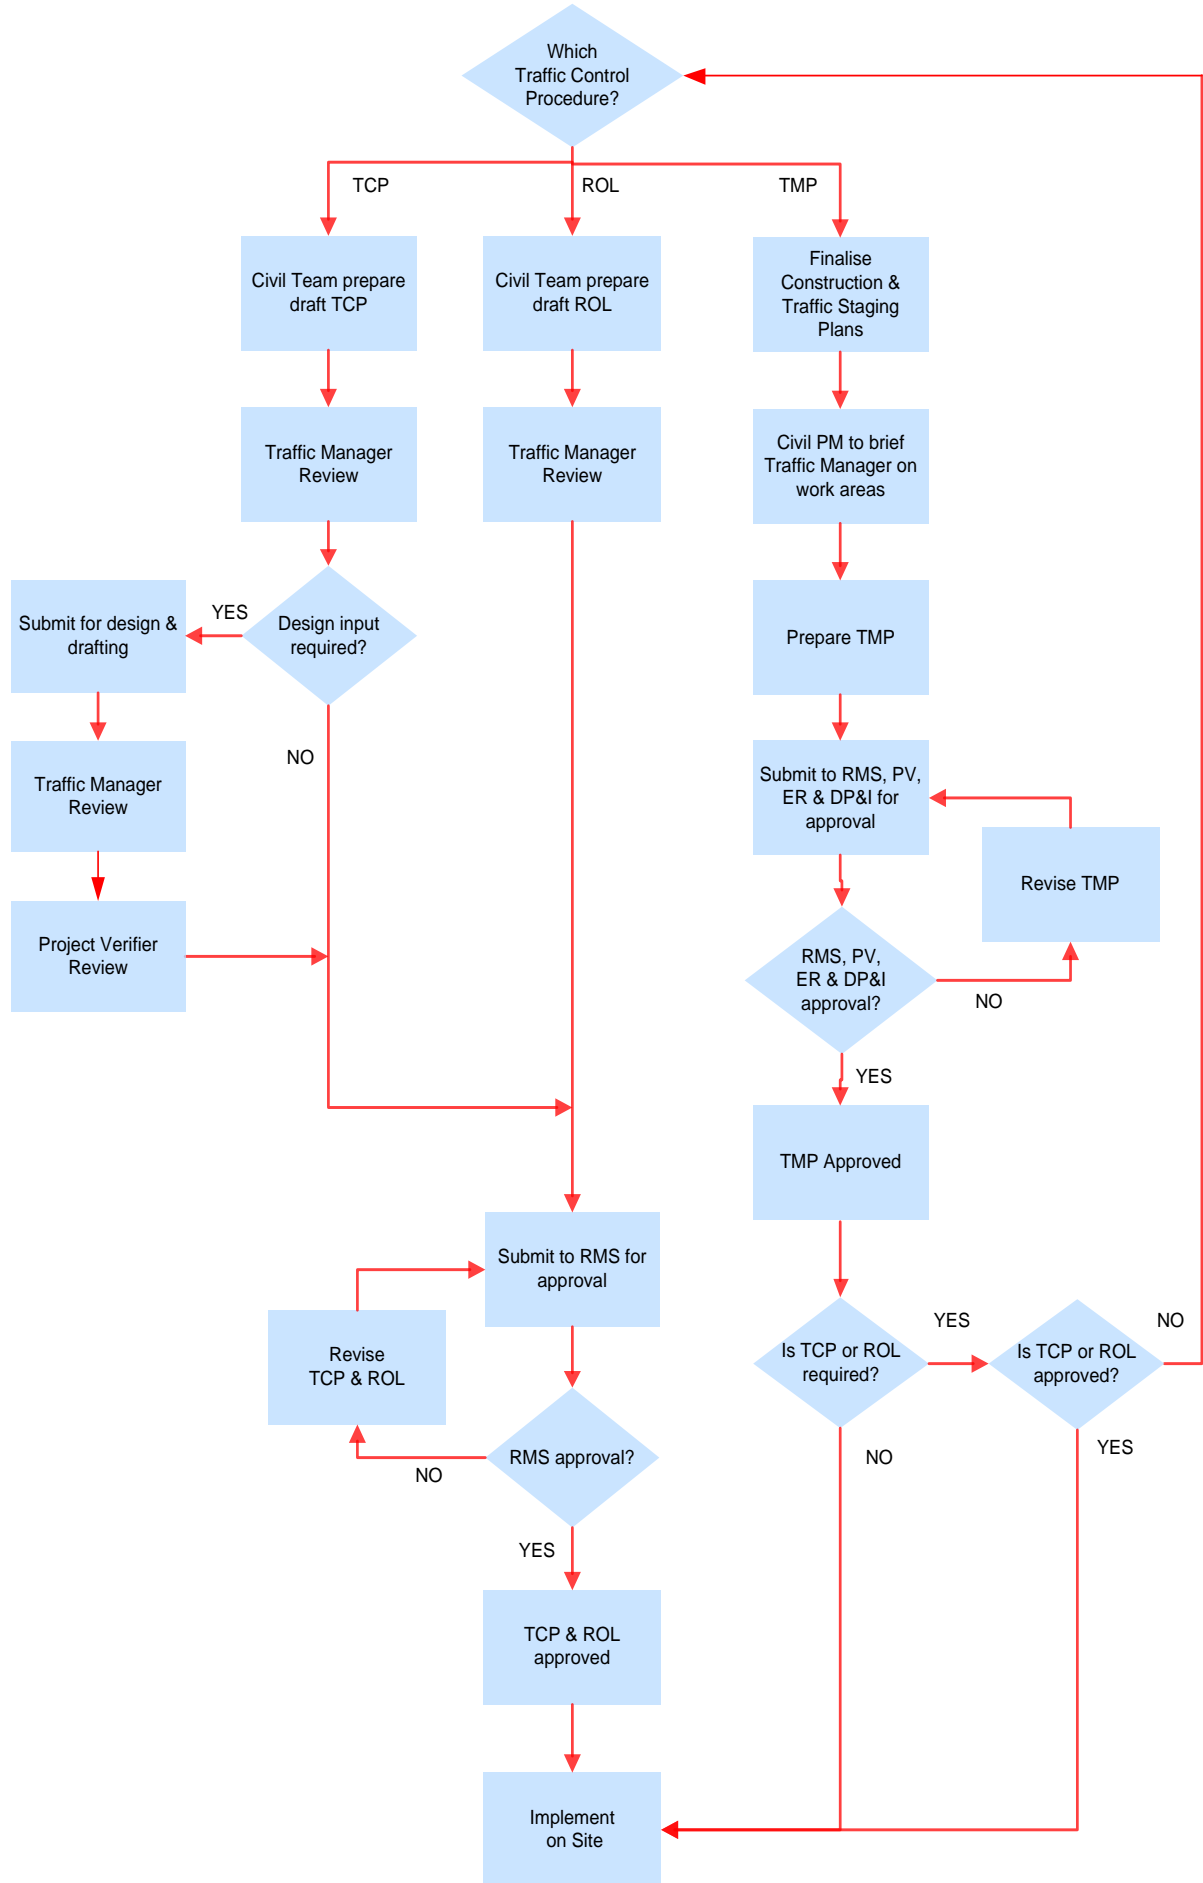 Which
Traffic Control
Procedure?
TCP
ROL
TMP
Civil Team prepare
draft TCP
Civil Team prepare
draft ROL
Finalise
Construction &
Traffic Staging
Plans
Traffic Manager
Review
Traffic Manager
Review
Civil PM to brief
Traffic Manager on
work areas
Submit for design &
drafting
YES
Design input
required?
Prepare TMP
NO
Traffic Manager
Review
Submit to RMS, PV,
ER & DP&I for
approval
Revise TMP
Project Verifier
Review
RMS, PV,
ER & DP&I
approval?
NO
YES
TMP Approved
Submit to RMS for
approval
Revise
TCP & ROL
Is TCP or ROL
required?
YES
Is TCP or ROL
approved?
NO
RMS approval?
NO
NO
YES
YES
TCP & ROL
approved
Implement
on Site